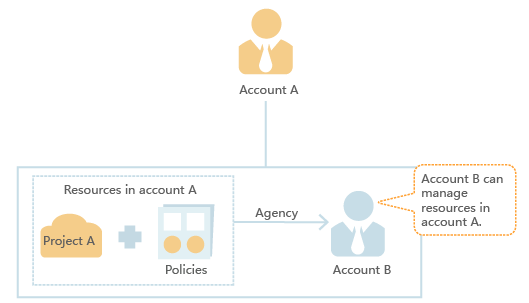 Account A
Resources in account A
Project A
Policies
Agency
Account B
Account B can
manage
resources in
account A.